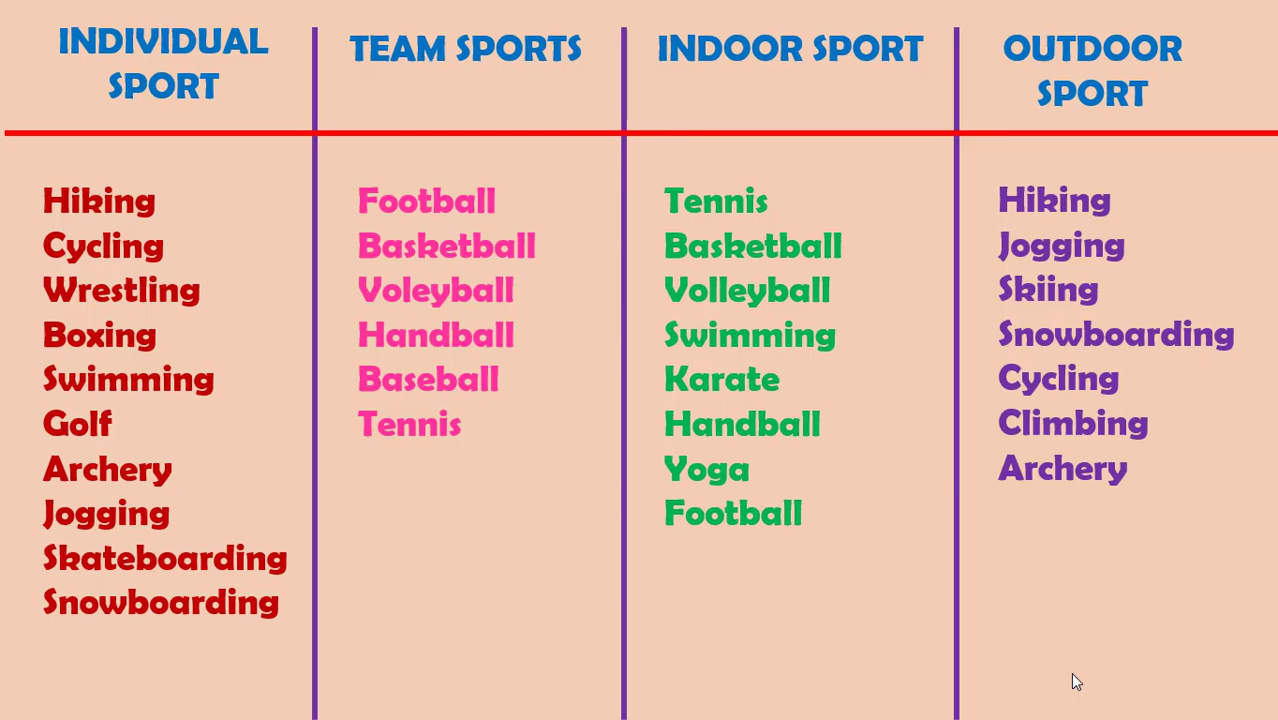 INDIVIDUAL
SPORT
Hiking
Cycling
Wrestling
Boxing
Swimming
Golf
Archery
Jogging
Skateboarding
Snowboarding
TEAM SPORTS
Football
Basketball
Voleyball
Handball
Baseball
Tennis
INDOOR SPORT
Tennis
Basketball
Volleyball
Swimming
Karate
Handball
Yoga
Football
OUTDOOR
SPORT
Hiking
Jogging
Skiing
Snowboarding
Cycling
Climbing
Archery